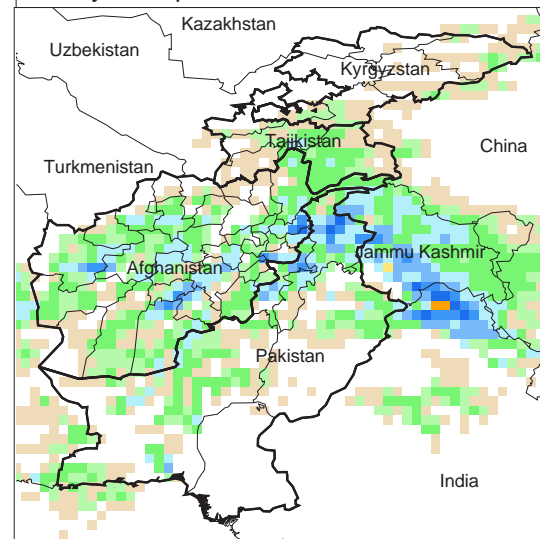 Kazakhstan
Uzbekistan
Kyrgyzstan
Tajikistan
China
Turkmenistan
Jammu Kashmir
Afghanistan
Pakistan
India